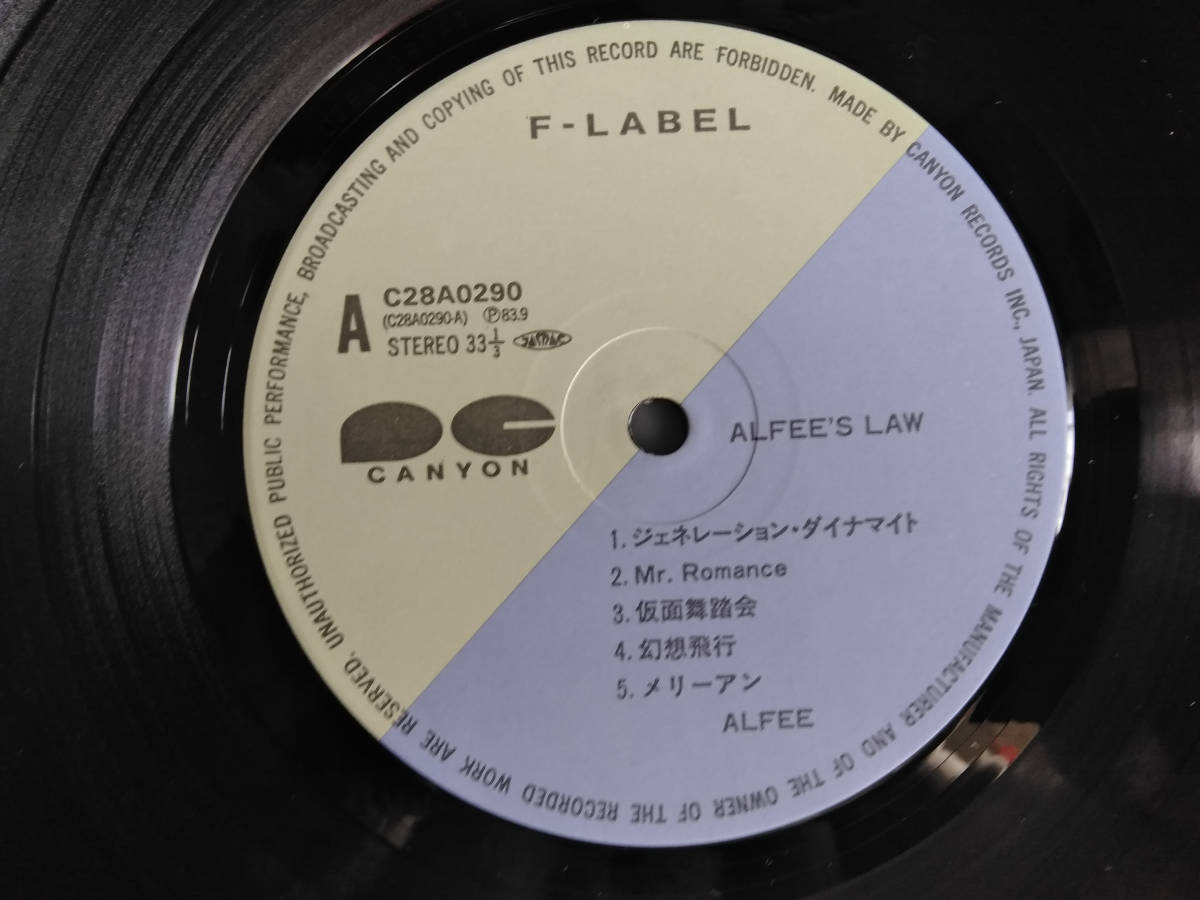 F-LABEL
A
C28A0290
(C28A0290-A) Ⓟ83.9
STEREO 33 1/3 JASRAC
CANYON
ALFEE'S LAW
1. ジェネレーション・ダイナマイト
2. Mr. Romance
3. 仮面舞踏会
4. 幻想飛行
5. メリーアン
ALFEE
MADE BY CANYON RECORDS INC., JAPAN. ALL RIGHTS OF THE MANUFACTURER AND OF THE OWNER OF THE RECORDED WORK ARE RESERVED. UNAUTHORIZED PUBLIC PERFORMANCE, BROADCASTING AND COPYING OF THIS RECORD ARE FORBIDDEN.